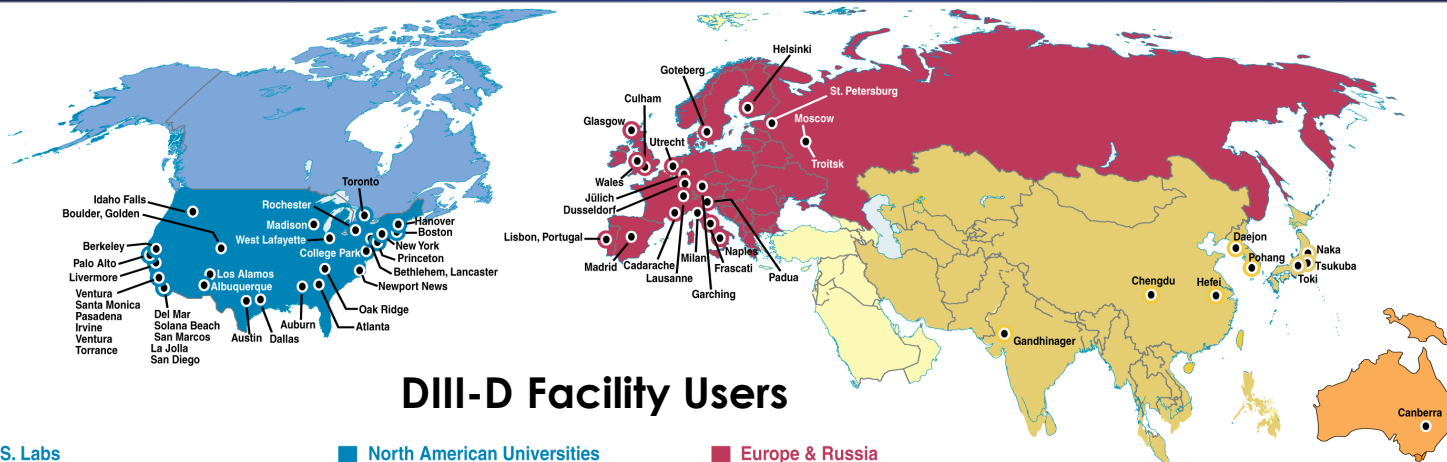 Helsinki
Goteberg
St. Petersburg
Culham
Moscow
Glasgow
Utrecht
Troitsk
Wales
Jülich
Dusseldorf
Lisbon, Portugal
Madrid
Cadarache
Lausanne
Milan
Garching
Frascati
Naples
Padua
Toronto
Idaho Falls
Rochester
Boulder, Golden
Madison
Hanover
Boston
West Lafayette
New York
College Park
Princeton
Bethlehem, Lancaster
Newport News
Berkeley
Palo Alto
Livermore
Los Alamos
Albuquerque
Ventura
Santa Monica
Pasadena
Irvine
Ventura
Torrance
Del Mar
Solana Beach
San Marcos
La Jolla
San Diego
Austin
Dallas
Auburn
Atlanta
Oak Ridge
Daejon
Naka
Pohang
Tsukuba
Toki
Chengdu
Hefei
Gandhinager
Canberra
DIII-D Facility Users
S. Labs
North American Universities
Europe & Russia